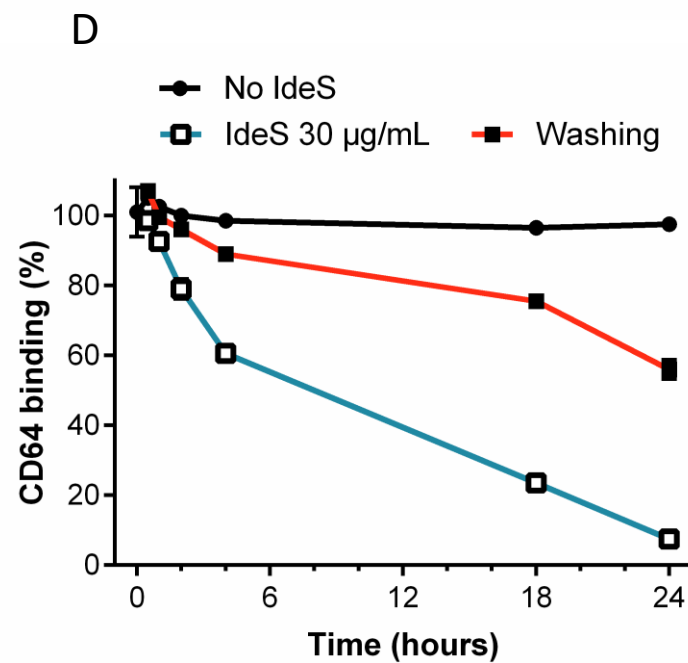 D
No IdeS
IdeS 30 µg/mL
Washing
CD64 binding (%)
100
80
60
40
20
0
0 6 12 18 24
Time (hours)